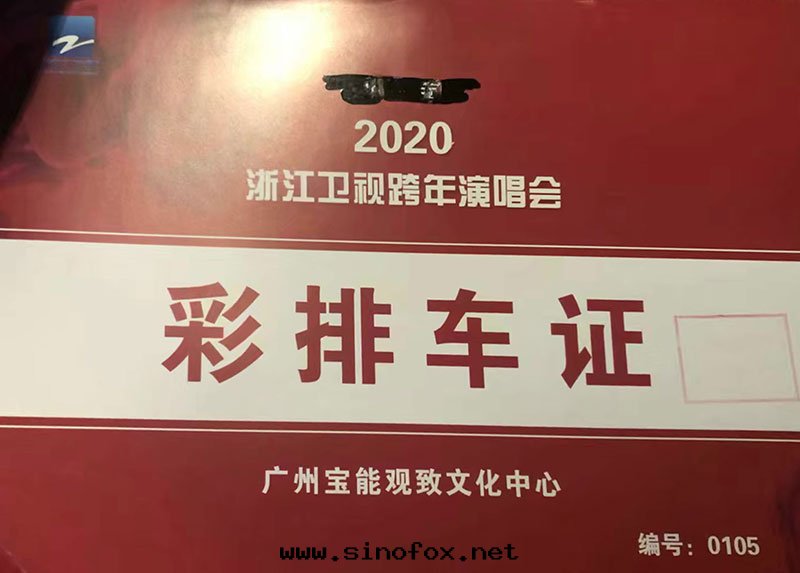 2020
浙江卫视跨年演唱会
彩排车证
广州宝能观致文化中心
编号: 0105
www.sinofox.net